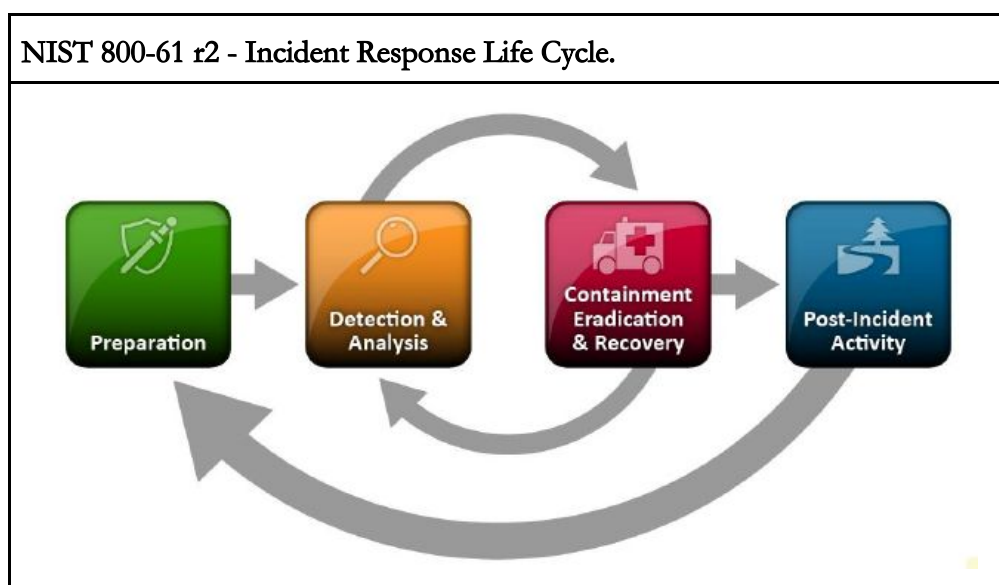 NIST 800-61 r2 - Incident Response Life Cycle.
Preparation
Detection &
Analysis
Containment
Eradication
& Recovery
Post-Incident
Activity